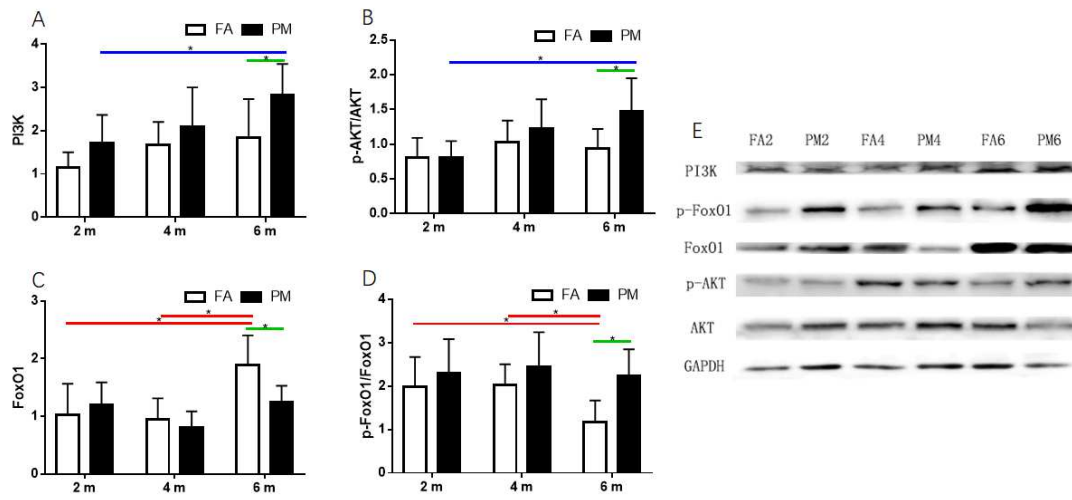 A
FA PM
4
3
2
1
0
PI3K
*
*
2 m 4 m 6 m
B
FA PM
2.5
2.0
1.5
1.0
0.5
0.0
p-AKT/AKT
*
*
2 m 4 m 6 m
C
FA PM
3
2
1
0
FoxO1
*
*
*
2 m 4 m 6 m
D
FA PM
4
3
2
1
0
p-FoxO1/FoxO1
*
*
*
2 m 4 m 6 m
E
FA2 PM2 FA4 PM4 FA6 PM6
PI3K
p-FoxO1
FoxO1
p-AKT
AKT
GAPDH